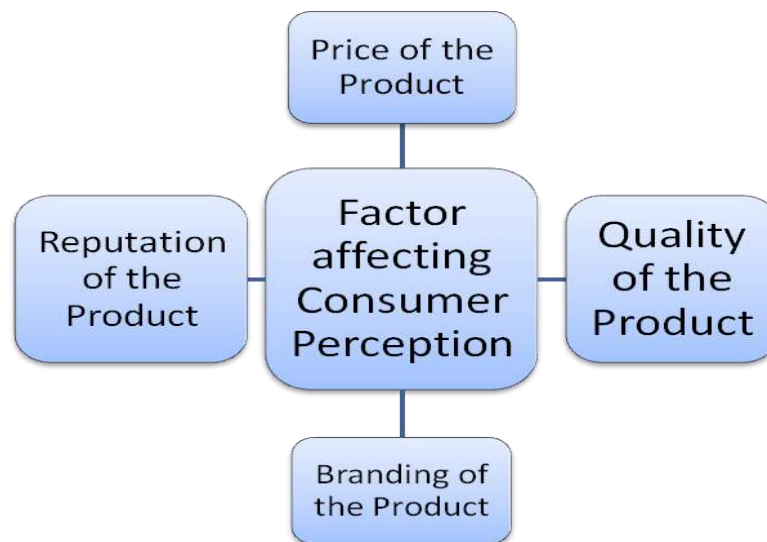 Price of the
Product
Reputation
of the
Product
Factor
affecting
Consumer
Perception
Quality
of the
Product
Branding of
the Product